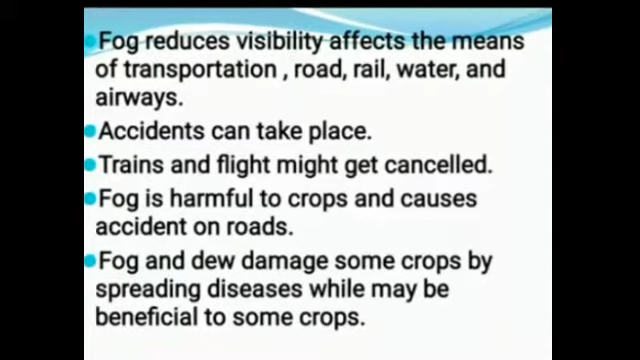 Fog reduces visibility affects the means
of transportation , road, rail, water, and
airways.
Accidents can take place.
Trains and flight might get cancelled.
Fog is harmful to crops and causes
accident on roads.
Fog and dew damage some crops by
spreading diseases while may be
beneficial to some crops.